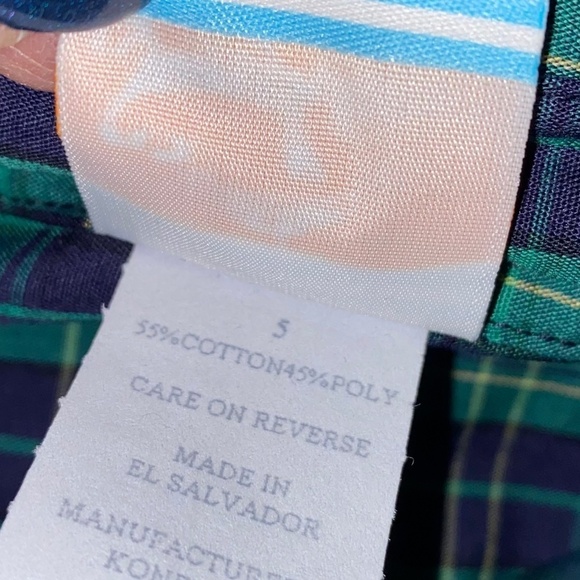 5
55%COTTON45%POLY
CARE ON REVERSE
MADE IN
EL SALVADOR